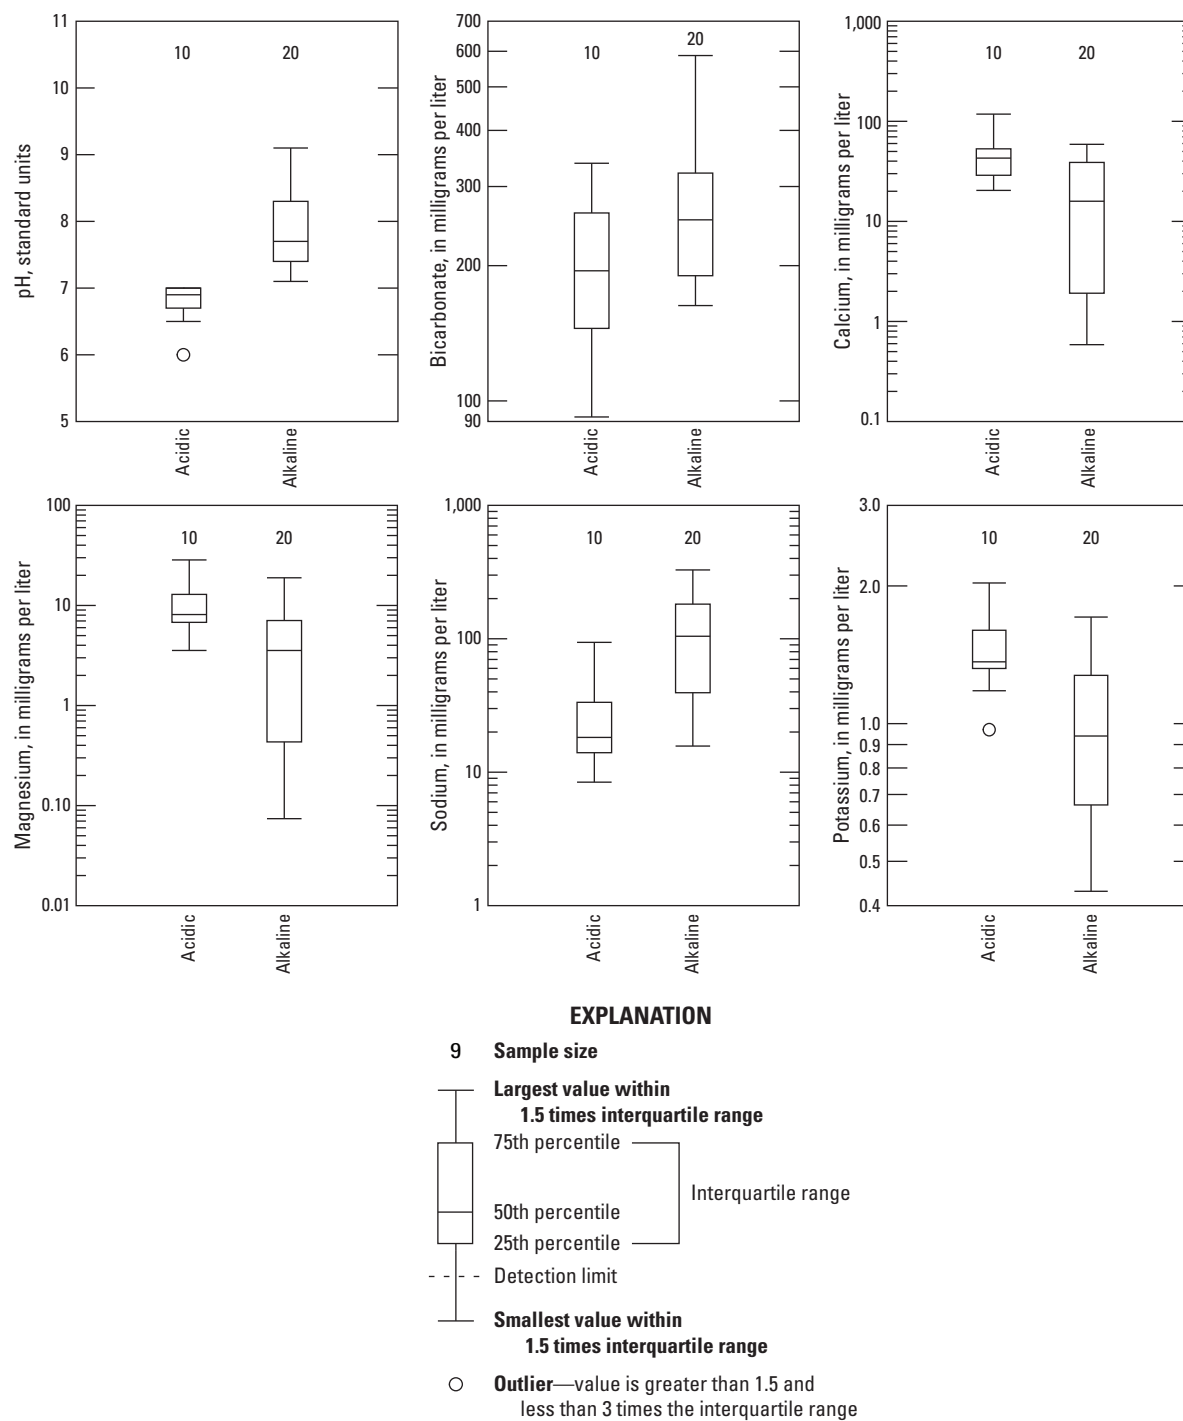 pH, standard units
11
10
9
8
7
6
5
10
20
Acidic
Alkaline
Bicarbonate, in milligrams per liter
700
600
500
400
300
200
100
90
10
20
Acidic
Alkaline
Calcium, in milligrams per liter
1,000
100
10
1
0.1
10
20
Acidic
Alkaline
Magnesium, in milligrams per liter
100
10
1
0.10
0.01
10
20
Acidic
Alkaline
Sodium, in milligrams per liter
1,000
100
10
1
10
20
Acidic
Alkaline
Potassium, in milligrams per liter
3.0
2.0
1.0
0.9
0.8
0.7
0.6
0.5
0.4
10
20
Acidic
Alkaline
EXPLANATION
9 Sample size
Largest value within
1.5 times interquartile range
75th percentile
Interquartile range
50th percentile
25th percentile
Detection limit
Smallest value within
1.5 times interquartile range
Outlier—value is greater than 1.5 and
less than 3 times the interquartile range